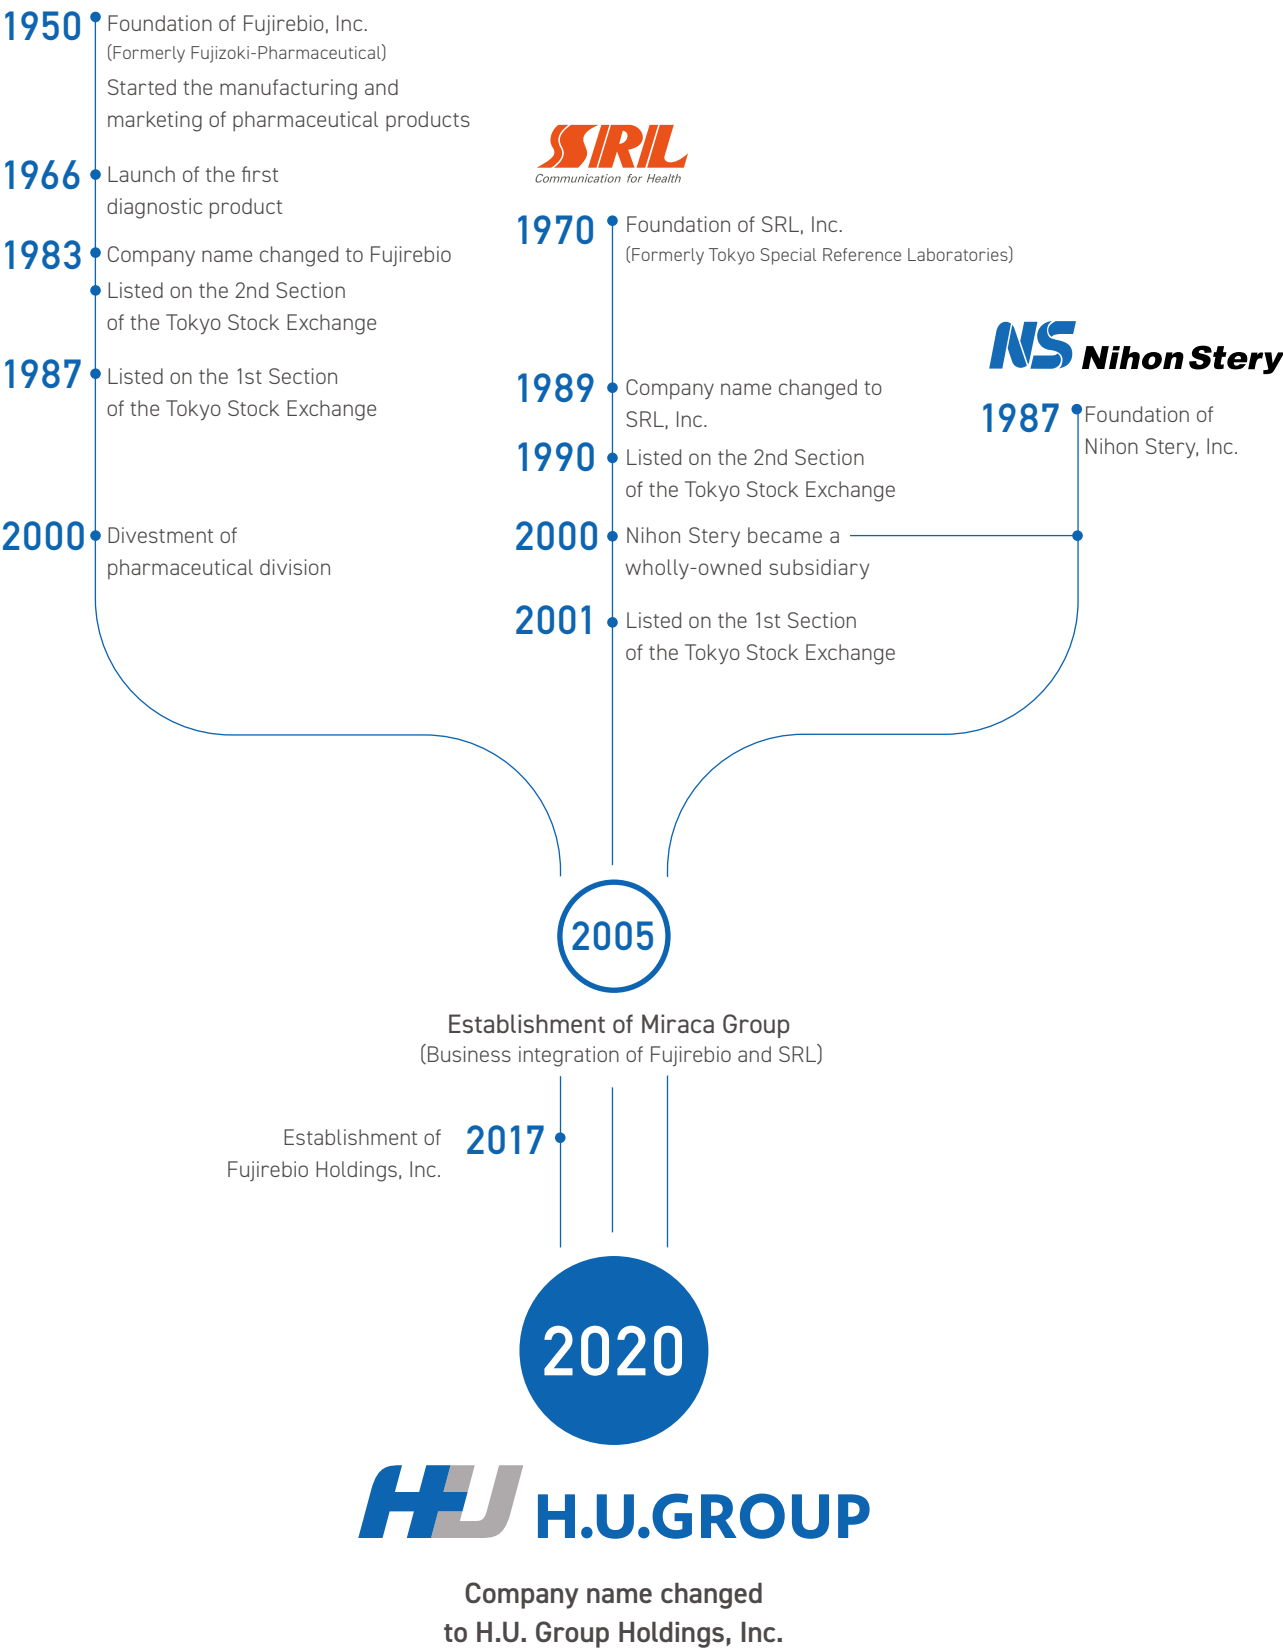 1950
Foundation of Fujirebio, Inc.
(Formerly Fujizoki-Pharmaceutical)
Started the manufacturing and
marketing of pharmaceutical products
1966
Launch of the first
diagnostic product
1983
Company name changed to Fujirebio
Listed on the 2nd Section
of the Tokyo Stock Exchange
1987
Listed on the 1st Section
of the Tokyo Stock Exchange
2000
Divestment of
pharmaceutical division
SRL
Communication for Health
1970
Foundation of SRL, Inc.
(Formerly Tokyo Special Reference Laboratories)
1989
Company name changed to
SRL, Inc.
1990
Listed on the 2nd Section
of the Tokyo Stock Exchange
2000
Nihon Stery became a
wholly-owned subsidiary
2001
Listed on the 1st Section
of the Tokyo Stock Exchange
NS Nihon Stery
1987
Foundation of
Nihon Stery, Inc.
2005
Establishment of Miraca Group
(Business integration of Fujirebio and SRL)
2017
Establishment of
Fujirebio Holdings, Inc.
2020
HU H.U.GROUP
Company name changed
to H.U. Group Holdings, Inc.